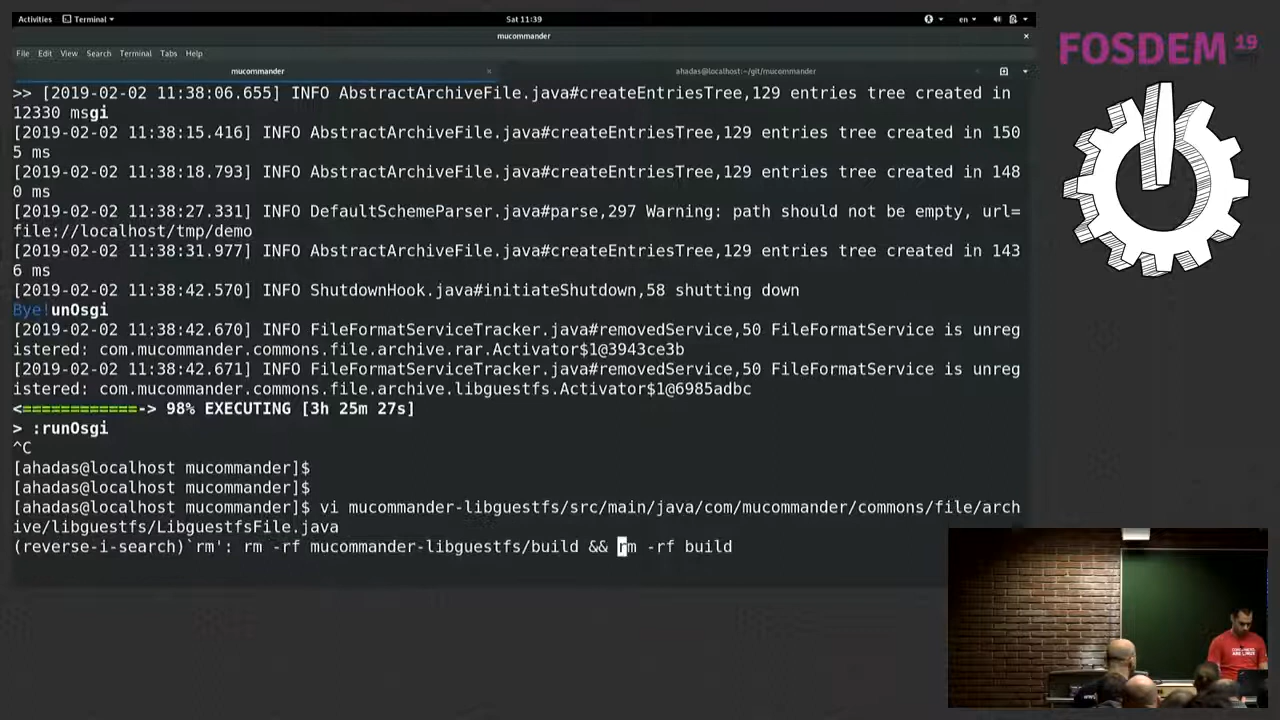 Activities Terminal Sat 11:39 en
mucommander
File Edit View Search Terminal Tabs Help
mucommander ahadas@localhost:~/git/mucommander
>> [2019-02-02 11:38:06.655] INFO AbstractArchiveFile.java#createEntriesTree,129 entries tree created in
12330 msgi
[2019-02-02 11:38:15.416] INFO AbstractArchiveFile.java#createEntriesTree,129 entries tree created in 150
5 ms
[2019-02-02 11:38:18.793] INFO AbstractArchiveFile.java#createEntriesTree,129 entries tree created in 148
0 ms
[2019-02-02 11:38:27.331] INFO DefaultSchemeParser.java#parse,297 Warning: path should not be empty, url=
file://localhost/tmp/demo
[2019-02-02 11:38:31.977] INFO AbstractArchiveFile.java#createEntriesTree,129 entries tree created in 143
6 ms
[2019-02-02 11:38:42.570] INFO ShutdownHook.java#initiateShutdown,58 shutting down
Bye!unOsgi
[2019-02-02 11:38:42.670] INFO FileFormatServiceTracker.java#removedService,50 FileFormatService is unreg
istered: com.mucommander.commons.file.archive.rar.Activator$1@3943ce3b
[2019-02-02 11:38:42.671] INFO FileFormatServiceTracker.java#removedService,50 FileFormatService is unreg
istered: com.mucommander.commons.file.archive.libguestfs.Activator$1@6985adbc
<============-> 98% EXECUTING [3h 25m 27s]
> :runOsgi
^C
[ahadas@localhost mucommander]$
[ahadas@localhost mucommander]$
[ahadas@localhost mucommander]$ vi mucommander-libguestfs/src/main/java/com/mucommander/commons/file/arch
ive/libguestfs/LibguestfsFile.java
(reverse-i-search)`rm': rm -rf mucommander-libguestfs/build && rm -rf build
FOSDEM 19